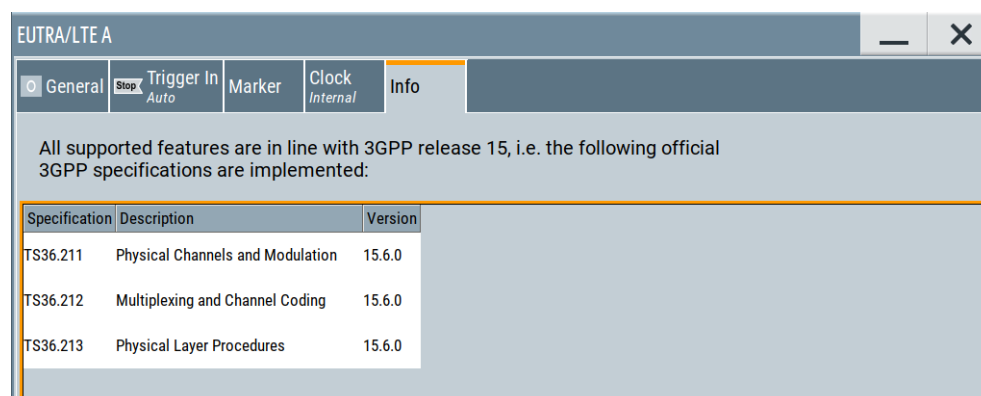 EUTRA/LTE A
General
Stop Trigger In
Auto
Marker
Clock
Internal
Info
All supported features are in line with 3GPP release 15, i.e. the following official
3GPP specifications are implemented:
Specification Description Version
TS36.211 Physical Channels and Modulation 15.6.0
TS36.212 Multiplexing and Channel Coding 15.6.0
TS36.213 Physical Layer Procedures 15.6.0